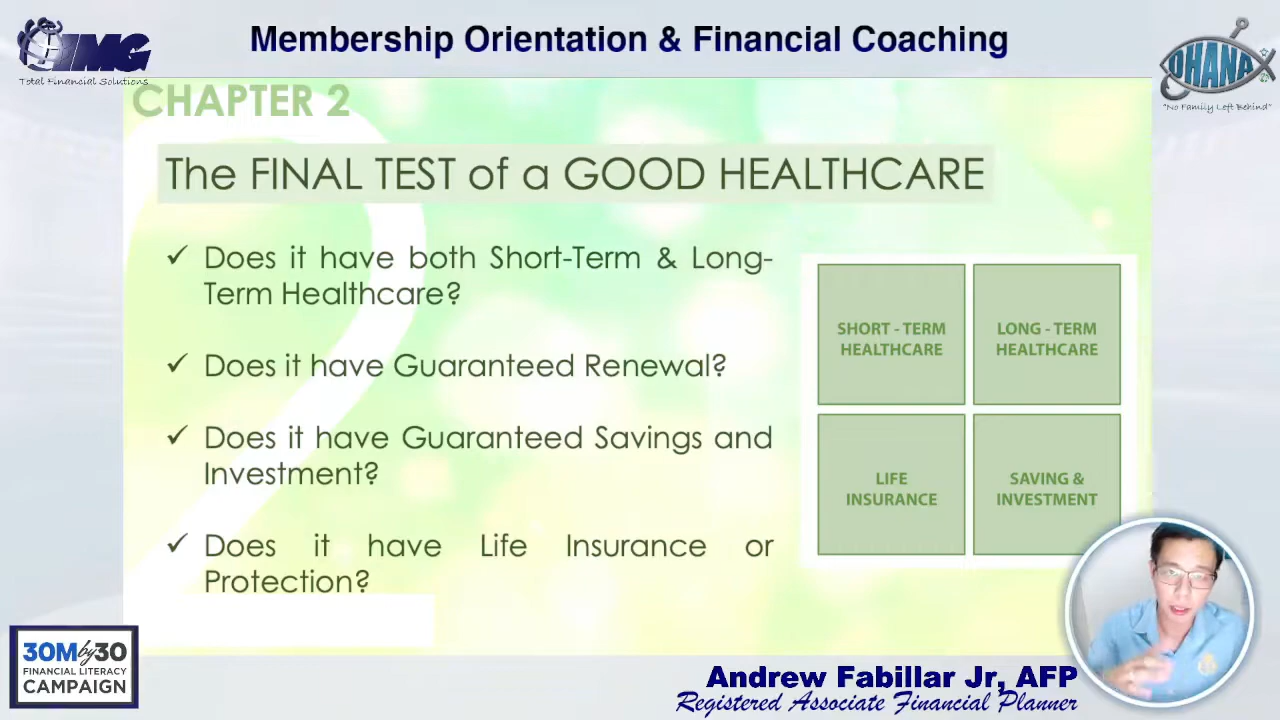 IMG
Total Financial Solutions
Membership Orientation & Financial Coaching
OHANA
"No Family Left Behind"
CHAPTER 2
The FINAL TEST of a GOOD HEALTHCARE
✓ Does it have both Short-Term & Long-
Term Healthcare?
✓ Does it have Guaranteed Renewal?
✓ Does it have Guaranteed Savings and
Investment?
✓ Does it have Life Insurance or
Protection?
SHORT - TERM
HEALTHCARE
LONG - TERM
HEALTHCARE
LIFE
INSURANCE
SAVING &
INVESTMENT
30M by 30
FINANCIAL LITERACY
CAMPAIGN
Andrew Fabillar Jr, AFP
Registered Associate Financial Planner